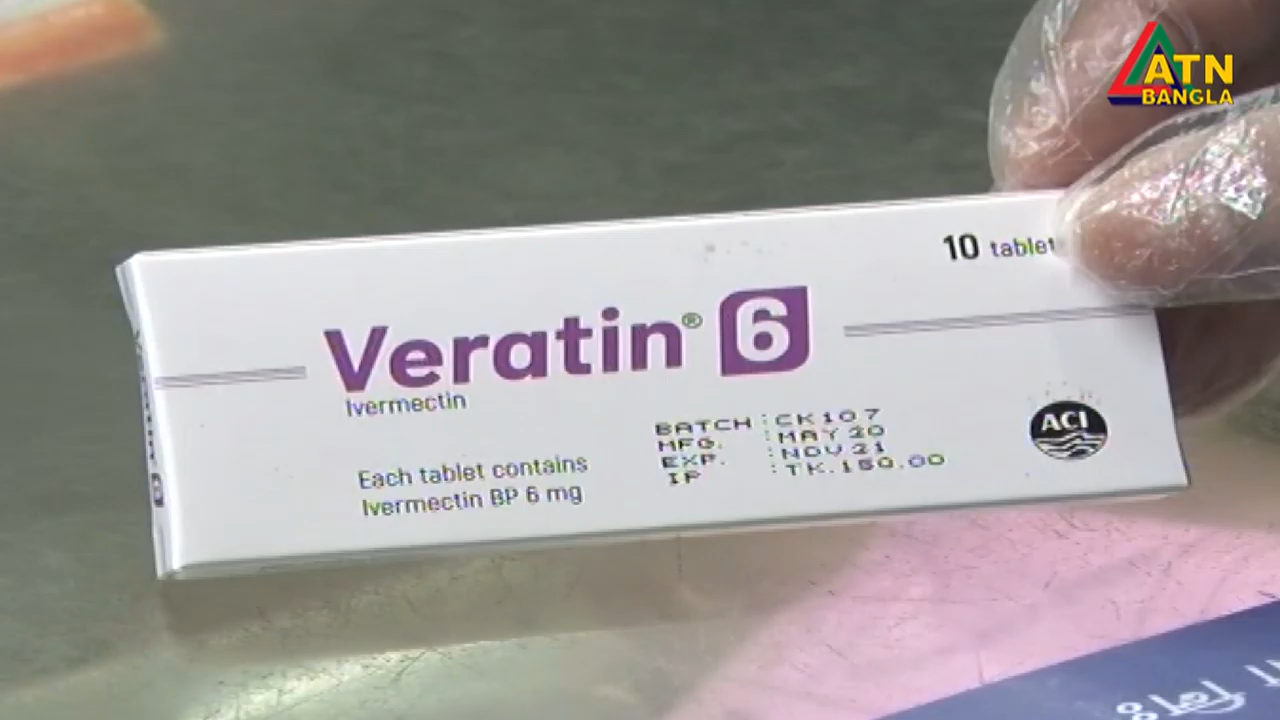 ATN
BANGLA
10 tablet
Veratin® 6
Ivermectin
Each tablet contains
Ivermectin BP 6 mg
BATCH : CK107
MFG. : MAY 20
EXP. : NOV 21
IP : TK.150.00
ACI